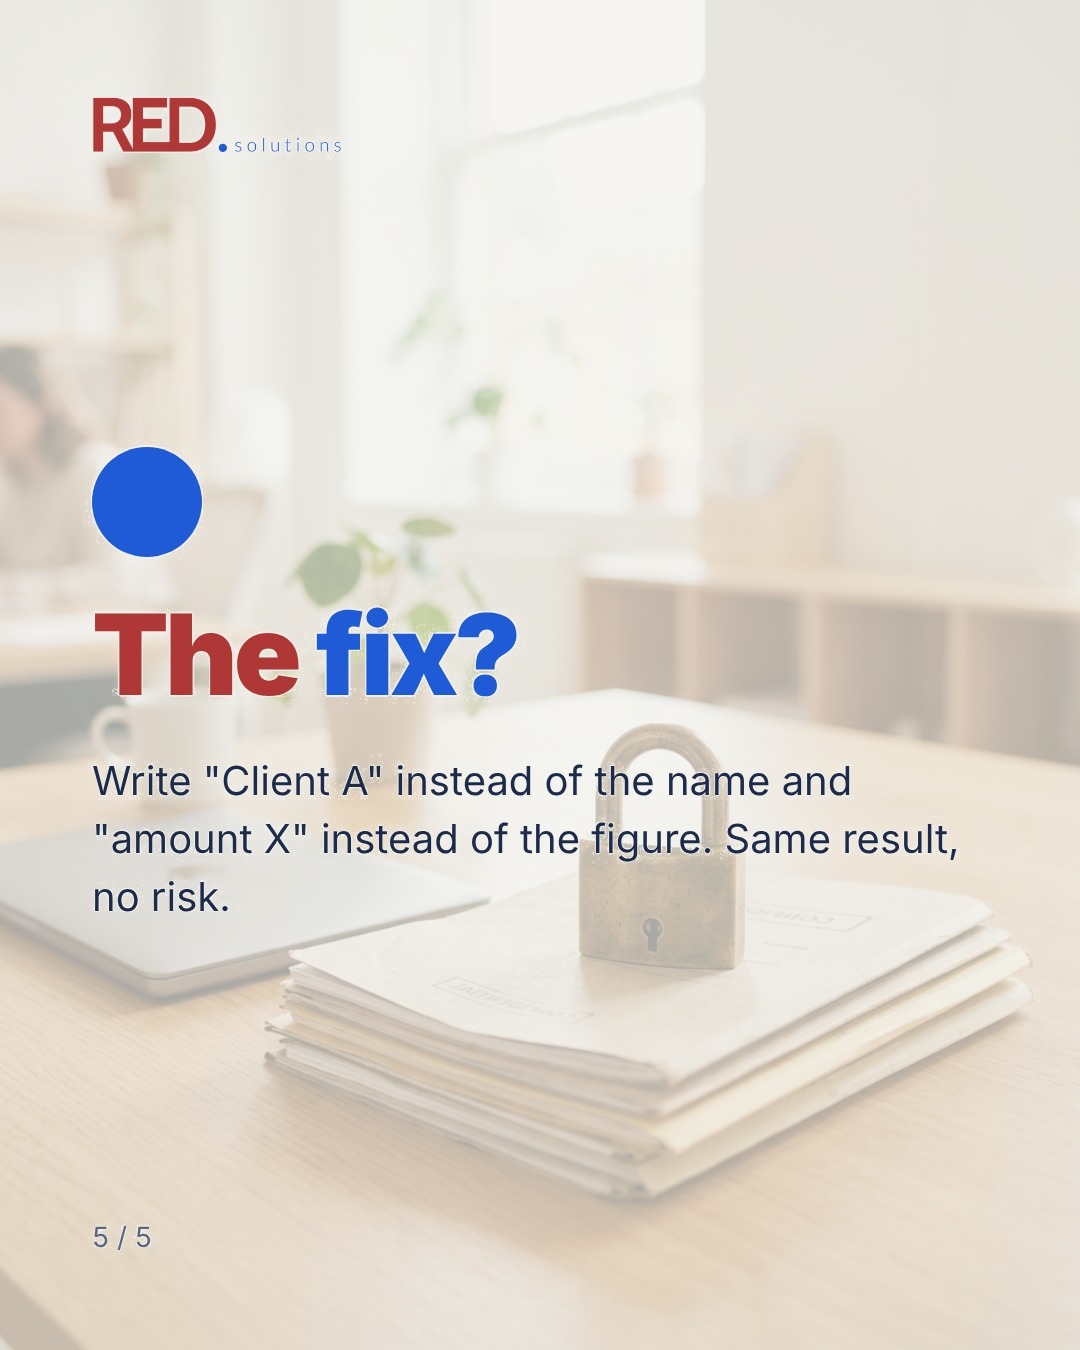 RED.solutions
The fix?
Write "Client A" instead of the name and
"amount X" instead of the figure. Same result,
no risk.
5 / 5